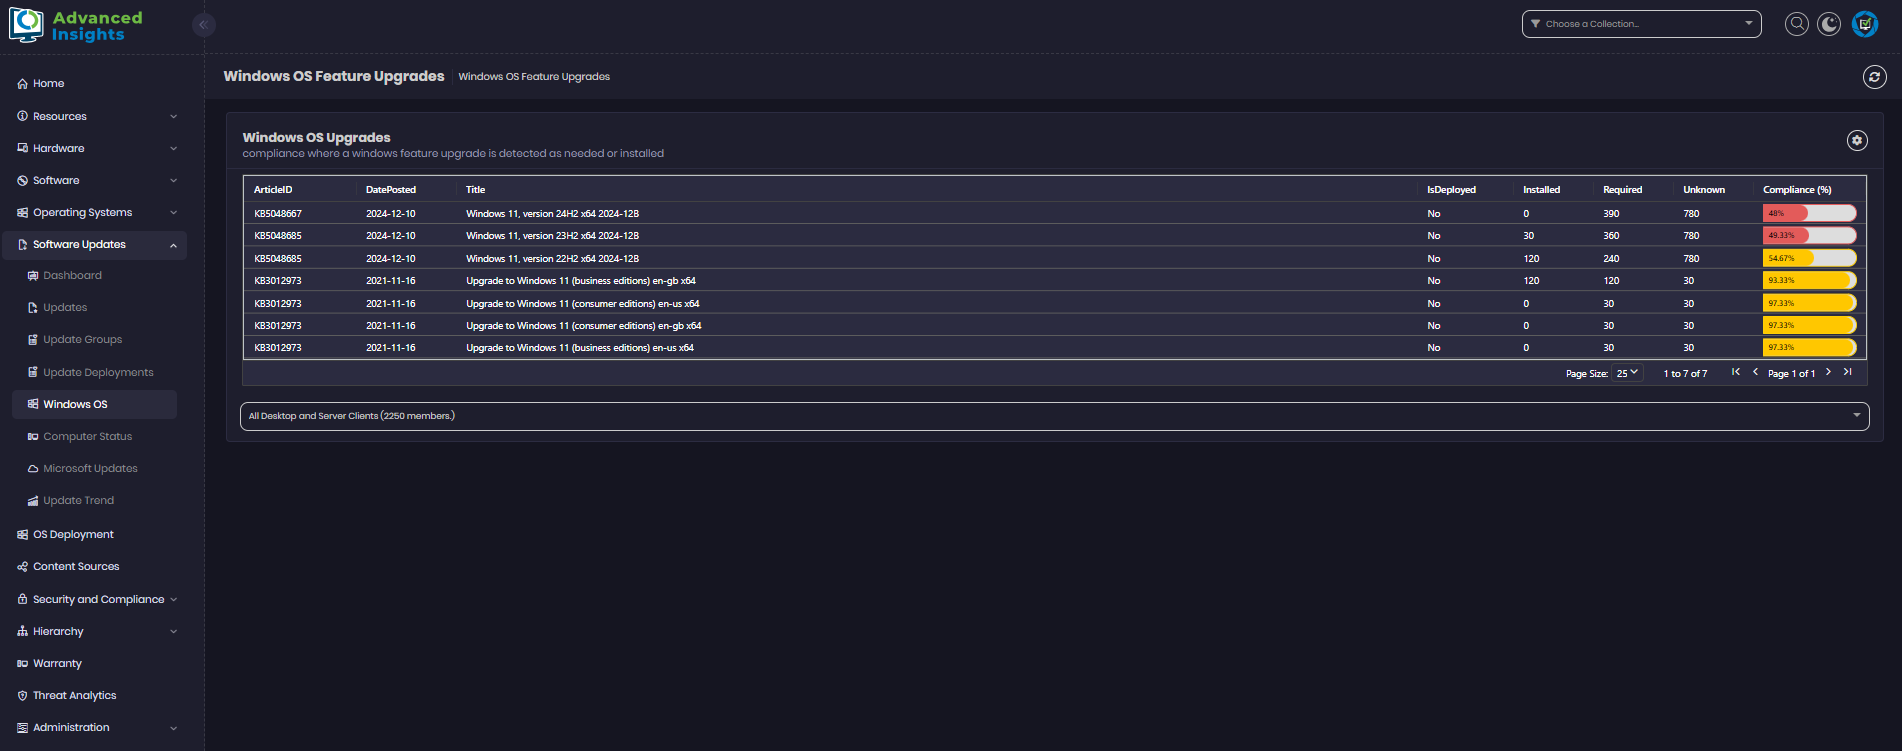 Advanced
Insights
Choose a Collection...
Home
Resources
Hardware
Software
Operating Systems
Software Updates
Dashboard
Updates
Update Groups
Update Deployments
Windows OS
Computer Status
Microsoft Updates
Update Trend
OS Deployment
Content Sources
Security and Compliance
Hierarchy
Warranty
Threat Analytics
Administration
Windows OS Feature Upgrades Windows OS Feature Upgrades
Windows OS Upgrades
compliance where a windows feature upgrade is detected as needed or installed
ArticleID DatePosted Title IsDeployed Installed Required Unknown Compliance (%)
KB5048667 2024-12-10 Windows 11, version 24H2 x64 2024-12B No 0 390 780 48%
KB5048685 2024-12-10 Windows 11, version 23H2 x64 2024-12B No 30 360 780 49.33%
KB5048685 2024-12-10 Windows 11, version 22H2 x64 2024-12B No 120 240 780 54.67%
KB3012973 2021-11-16 Upgrade to Windows 11 (business editions) en-gb x64 No 120 120 30 93.33%
KB3012973 2021-11-16 Upgrade to Windows 11 (consumer editions) en-us x64 No 0 30 30 97.33%
KB3012973 2021-11-16 Upgrade to Windows 11 (consumer editions) en-gb x64 No 0 30 30 97.33%
KB3012973 2021-11-16 Upgrade to Windows 11 (business editions) en-us x64 No 0 30 30 97.33%
Page Size: 25 1 to 7 of 7 Page 1 of 1
All Desktop and Server Clients (2250 members.)